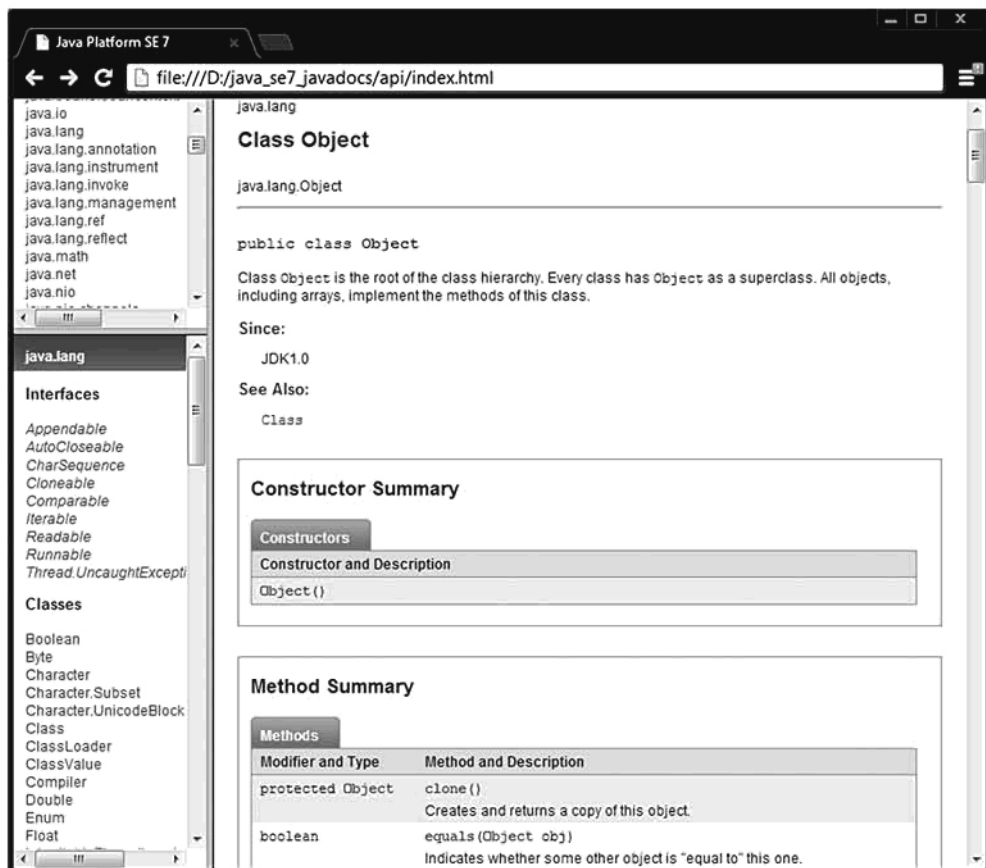 Java Platform SE 7
file:///D:/java_se7_javadocs/api/index.html
java.io
java.lang
java.lang.annotation
java.lang.instrument
java.lang.invoke
java.lang.management
java.lang.ref
java.lang.reflect
java.math
java.net
java.nio
java.lang
Interfaces
Appendable
AutoCloseable
CharSequence
Cloneable
Comparable
Iterable
Readable
Runnable
Thread.UncaughtExcepti
Classes
Boolean
Byte
Character
Character.Subset
Character.UnicodeBlock
Class
ClassLoader
ClassValue
Compiler
Double
Enum
Float
java.lang
Class Object
java.lang.Object
public class Object
Class Object is the root of the class hierarchy. Every class has Object as a superclass. All objects,
including arrays, implement the methods of this class.
Since:
JDK1.0
See Also:
Class
Constructor Summary
Constructors
Constructor and Description
Object()
Method Summary
Methods
Modifier and Type Method and Description
protected Object clone()
Creates and returns a copy of this object.
boolean equals(Object obj)
Indicates whether some other object is "equal to" this one.